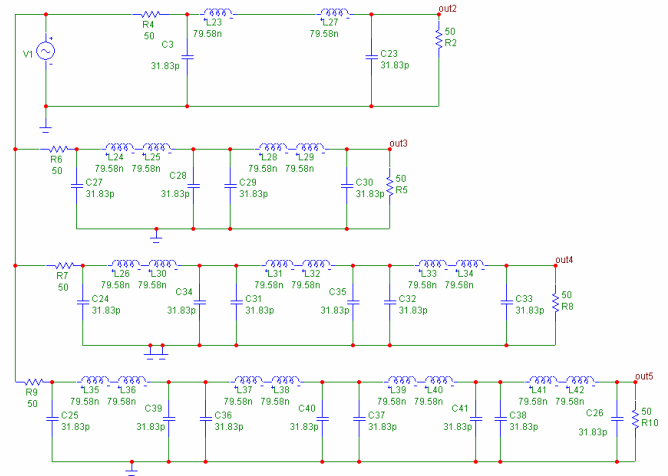 out2
R4
50
L23
79.58n
L27
79.58n
50
R2
V1
C3
31.83p
C23
31.83p
out3
R6
50
L24
79.58n
L25
79.58n
L28
79.58n
L29
79.58n
C27
31.83p
C28
31.83p
C29
31.83p
C30
31.83p
50
R5
out4
R7
50
L26
79.58n
L30
79.58n
L31
79.58n
L32
79.58n
L33
79.58n
L34
79.58n
C24
31.83p
C34
31.83p
C31
31.83p
C35
31.83p
C32
31.83p
C33
31.83p
50
R8
out5
R9
50
L35
79.58n
L36
79.58n
L37
79.58n
L38
79.58n
L39
79.58n
L40
79.58n
L41
79.58n
L42
79.58n
C25
31.83p
C39
31.83p
C36
31.83p
C40
31.83p
C37
31.83p
C41
31.83p
C38
31.83p
C26
31.83p
50
R10